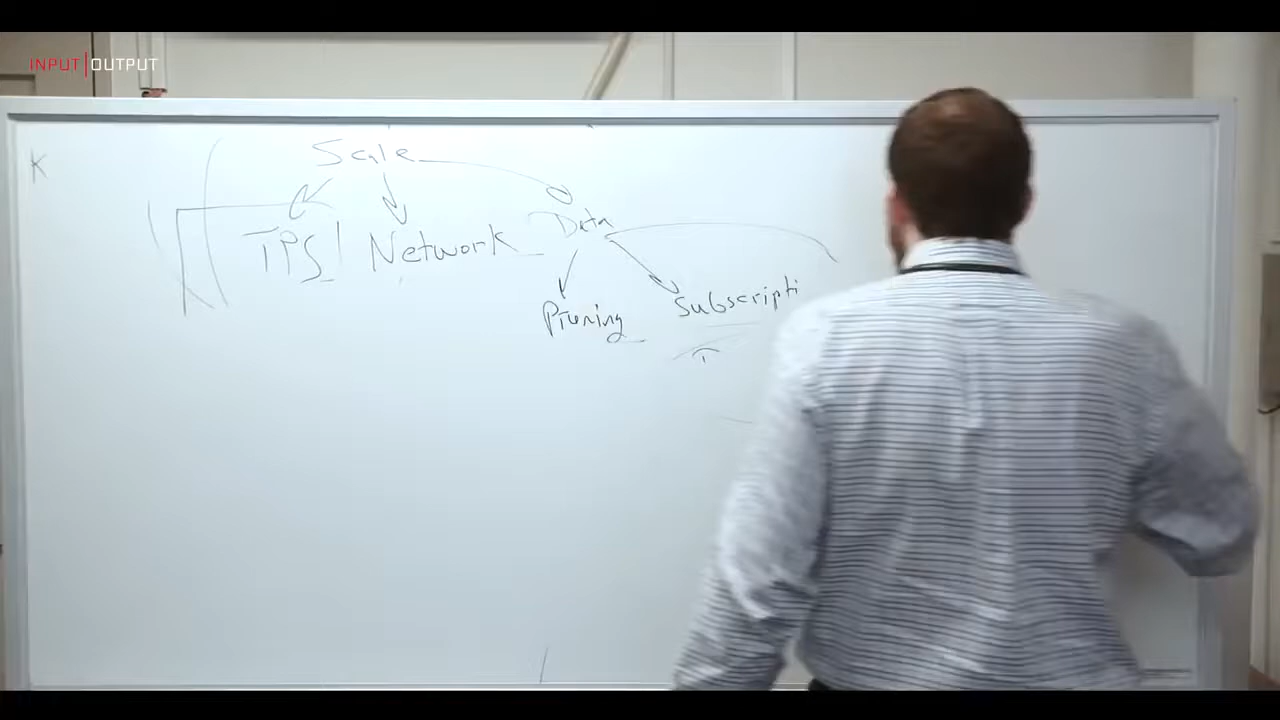 INPUT|OUTPUT
K
Scale
TPS
Network
Data
Pruning
Subscripti